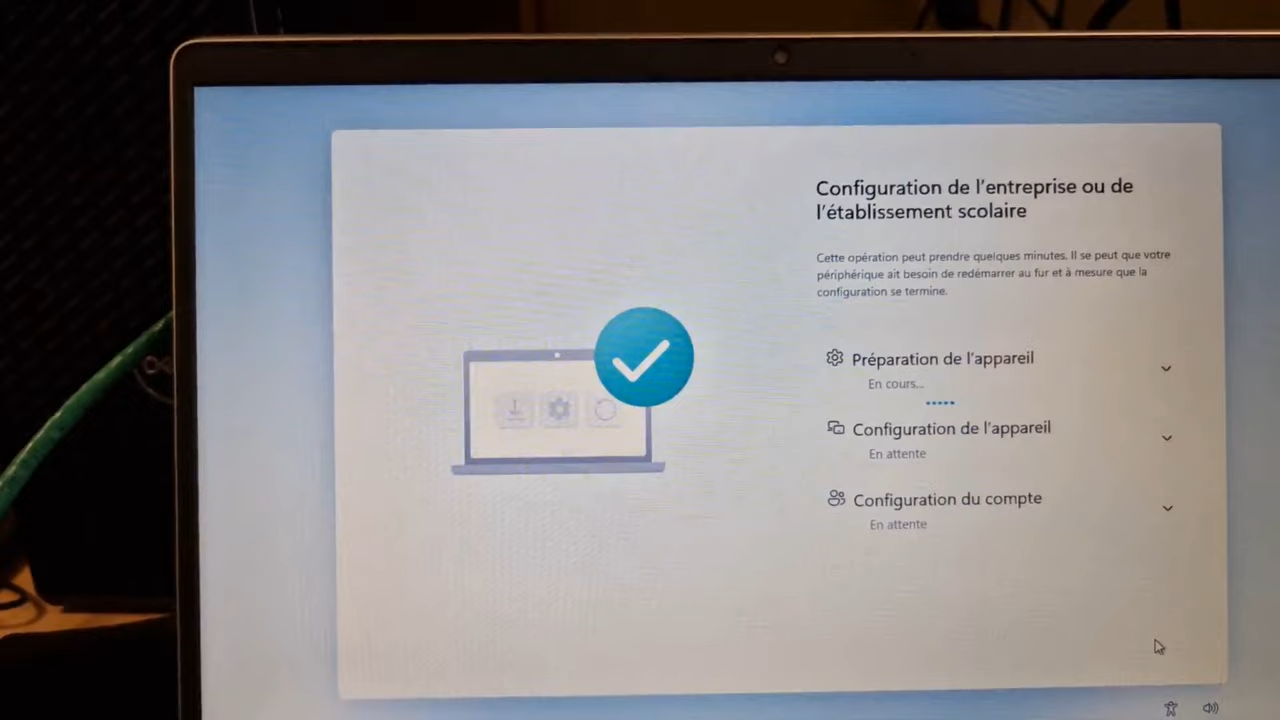 Configuration de l'entreprise ou de
l'établissement scolaire
Cette opération peut prendre quelques minutes. Il se peut que votre
périphérique ait besoin de redémarrer au fur et à mesure que la
configuration se termine.
Préparation de l'appareil
En cours...
Configuration de l'appareil
En attente
Configuration du compte
En attente